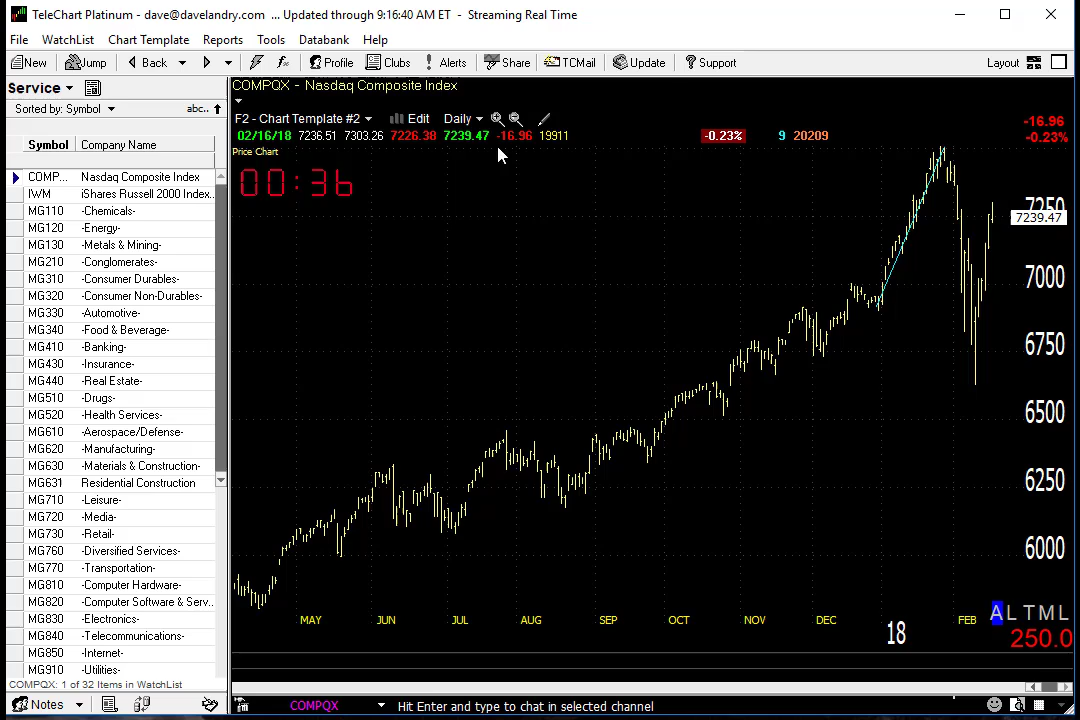 TeleChart Platinum - dave@davelandry.com ... Updated through 9:16:40 AM ET - Streaming Real Time
File WatchList Chart Template Reports Tools Databank Help
New Jump Back Profile Clubs Alerts Share TCMail Update Support Layout
Service
COMPQX - Nasdaq Composite Index
Sorted by: Symbol abc..
F2 - Chart Template #2 Edit Daily
-16.96
02/16/18 7236.51 7303.26 7226.38 7239.47 -16.96 19911 -0.23% 9 20209
-0.23%
Symbol Company Name
Price Chart
00:36
COMP... Nasdaq Composite Index
IWM iShares Russell 2000 Index..
MG110 -Chemicals-
MG120 -Energy-
MG130 -Metals & Mining-
MG210 -Conglomerates-
MG310 -Consumer Durables-
MG320 -Consumer Non-Durables-
MG330 -Automotive-
MG340 -Food & Beverage-
MG410 -Banking-
MG430 -Insurance-
MG440 -Real Estate-
MG510 -Drugs-
MG520 -Health Services-
MG610 -Aerospace/Defense-
MG620 -Manufacturing-
MG630 -Materials & Construction-
MG631 Residential Construction
MG710 -Leisure-
MG720 -Media-
MG730 -Retail-
MG760 -Diversified Services-
MG770 -Transportation-
MG810 -Computer Hardware-
MG820 -Computer Software & Serv..
MG830 -Electronics-
MG840 -Telecommunications-
MG850 -Internet-
MG910 -Utilities-
7250
7239.47
7000
6750
6500
6250
6000
MAY JUN JUL AUG SEP OCT NOV DEC 18 FEB
A L T M L
250.0
COMPQX: 1 of 32 Items in WatchList
Notes
COMPQX Hit Enter and type to chat in selected channel